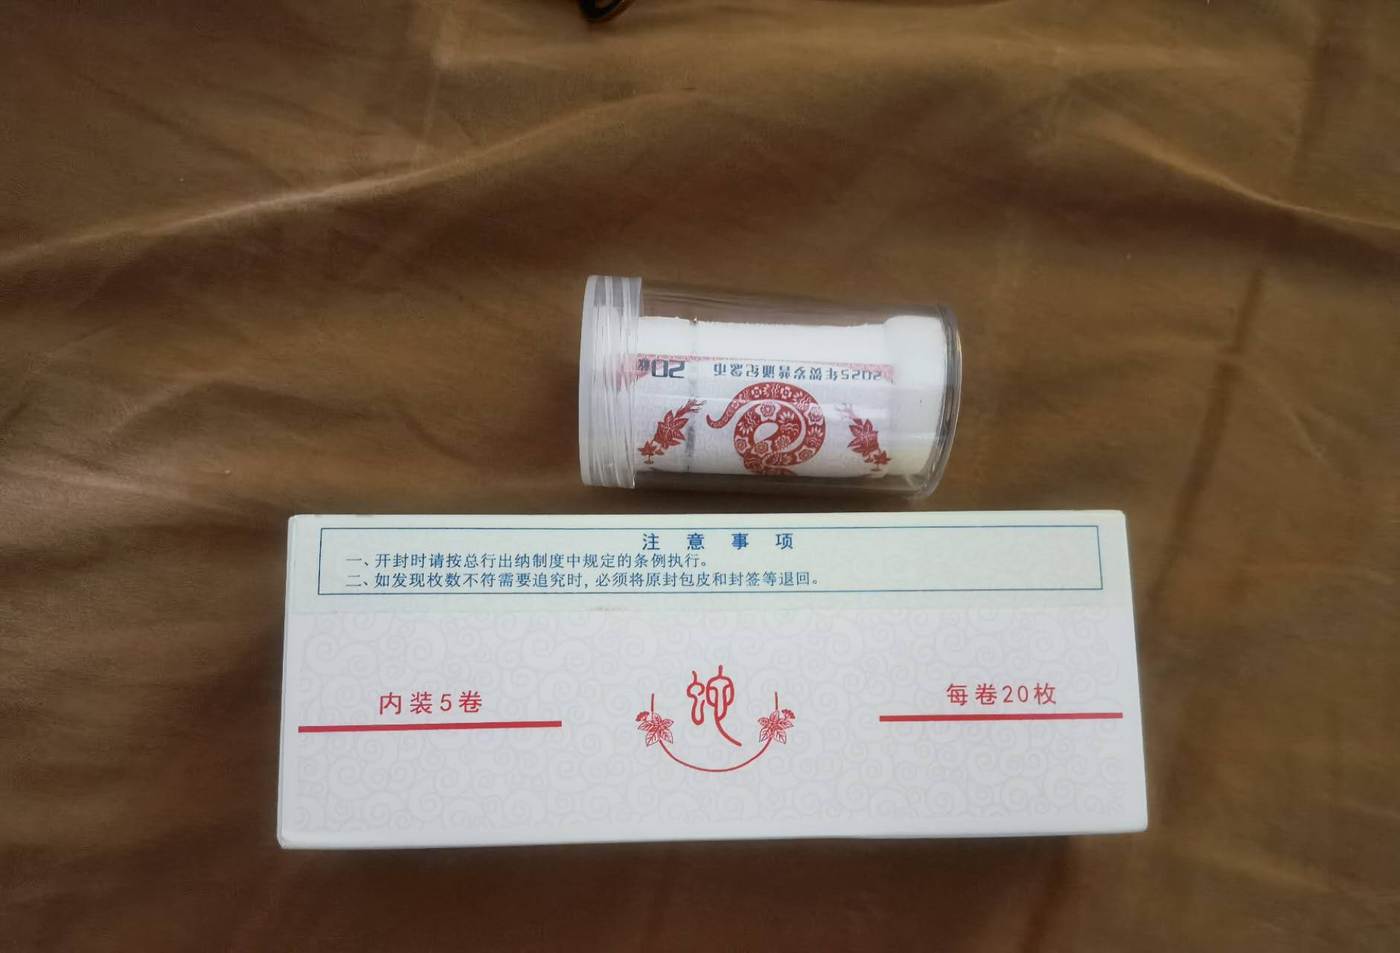 20枚 2025年贺岁普通纪念币
注意事项
一、开封时请按总行出纳制度中规定的条例执行。
二、如发现枚数不符需要追究时,必须将原封包皮和封签等退回。
内装5卷
蛇
每卷20枚